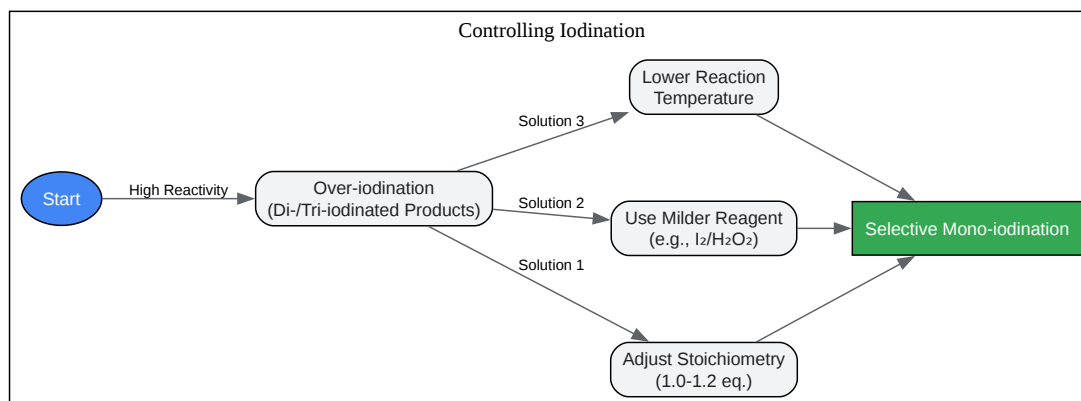 Controlling Iodination
Start
High Reactivity
Over-iodination
(Di-/Tri-iodinated Products)
Solution 3
Lower Reaction
Temperature
Solution 2
Use Milder Reagent
(e.g., I₂/H₂O₂)
Solution 1
Adjust Stoichiometry
(1.0-1.2 eq.)
Selective Mono-iodination